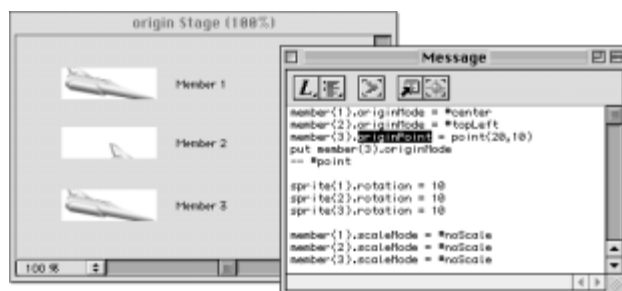 origin Stage (100%)
Member 1
Member 2
Member 3
100 %
Message
member(1).originMode = #center
member(2).originMode = #topLeft
member(3).originPoint = point(20,10)
put member(3).originMode
-- #point
sprite(1).rotation = 10
sprite(2).rotation = 10
sprite(3).rotation = 10
member(1).scaleMode = #noScale
member(2).scaleMode = #noScale
member(3).scaleMode = #noScale